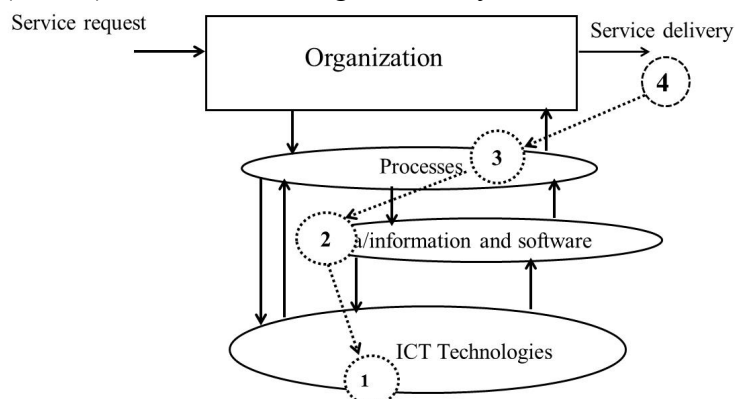 Service request
Service delivery
Organization
4
3
Processes
2
a/information and software
ICT Technologies
1